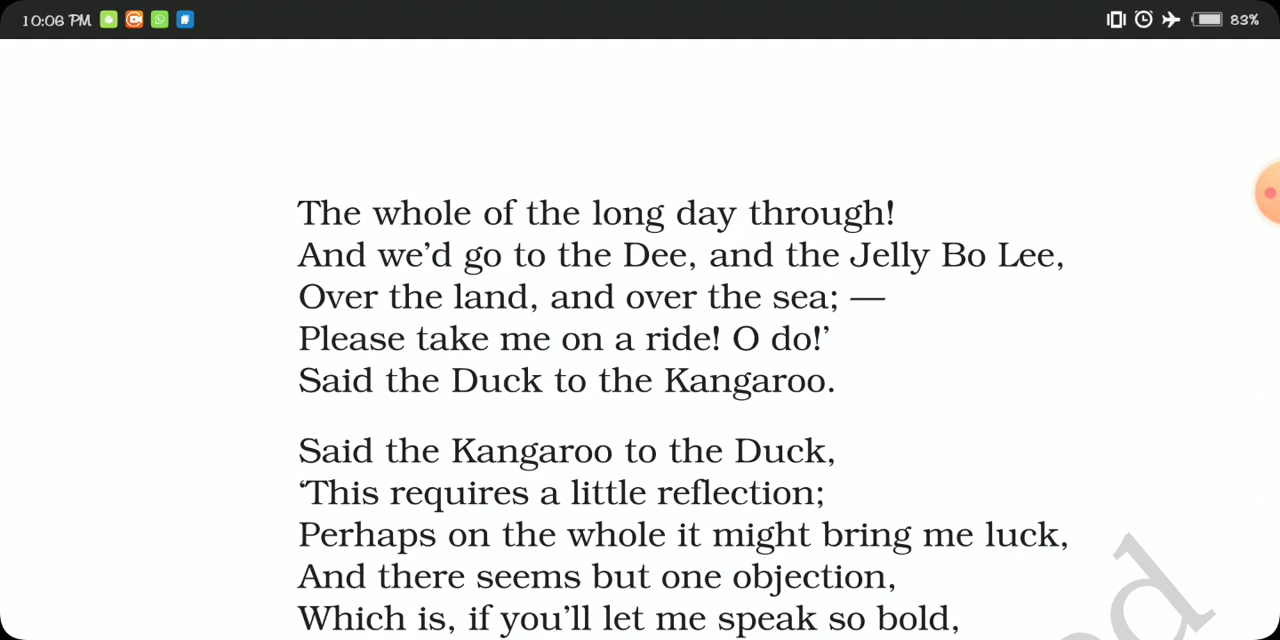 10:06 PM
83%
The whole of the long day through!
And we’d go to the Dee, and the Jelly Bo Lee,
Over the land, and over the sea; —
Please take me on a ride! O do!’
Said the Duck to the Kangaroo.
Said the Kangaroo to the Duck,
‘This requires a little reflection;
Perhaps on the whole it might bring me luck,
And there seems but one objection,
Which is, if you’ll let me speak so bold,
ed